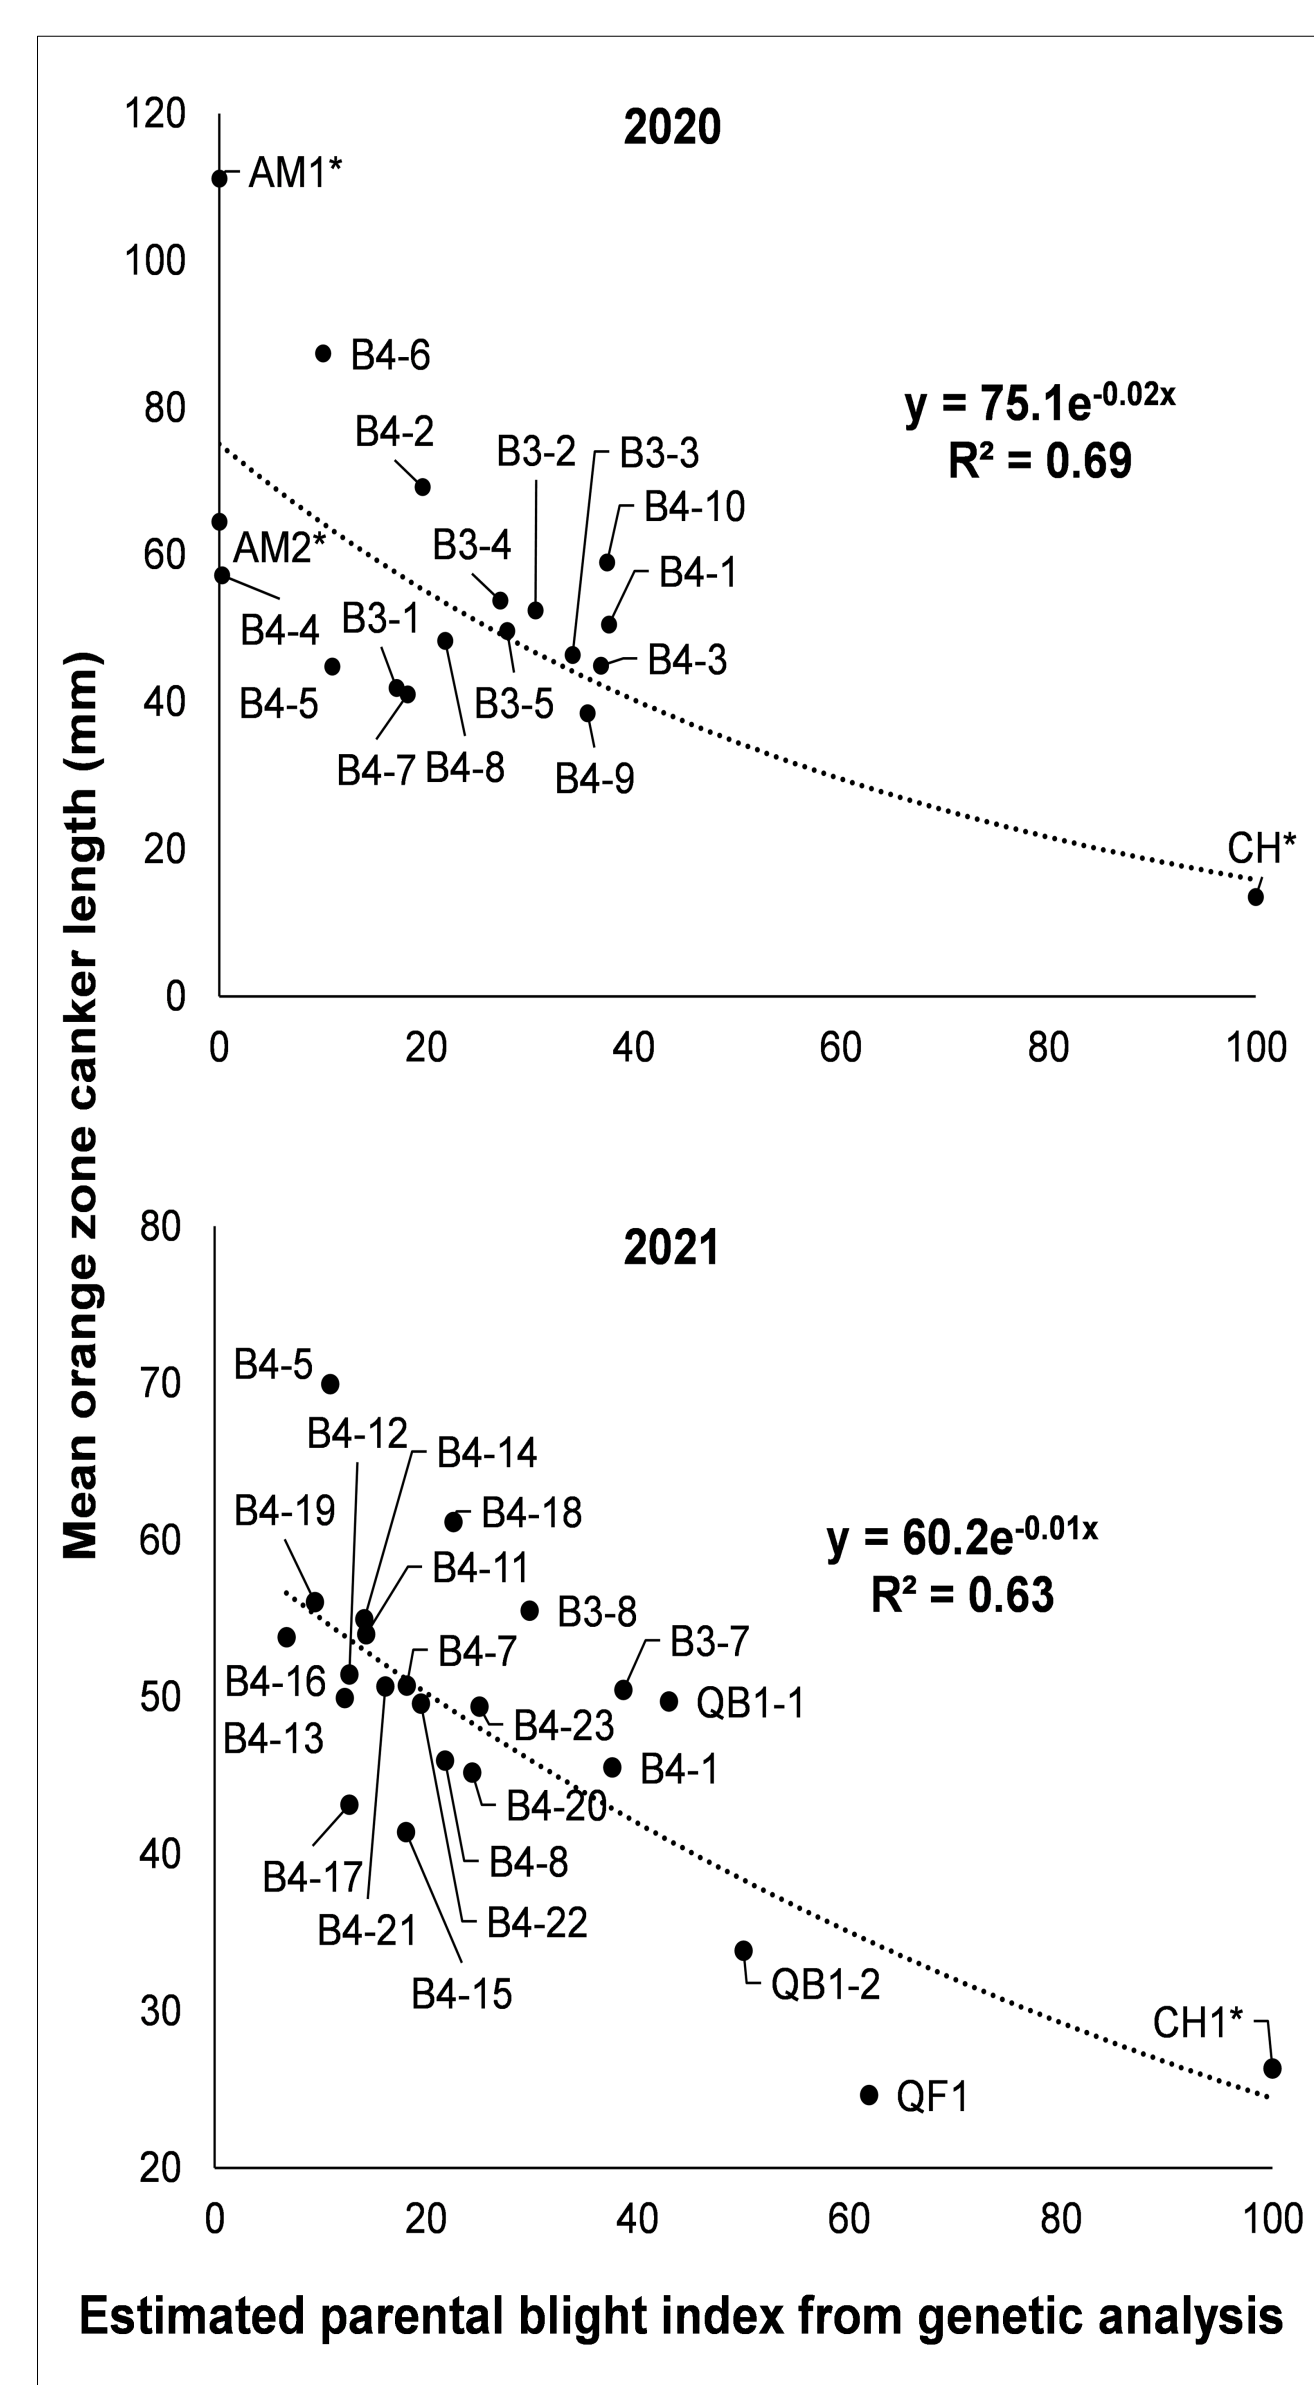 Mean orange zone canker length (mm)
2020
120
100
80
60
40
20
0
AM1*
B4-6
B4-2
B3-2
B3-3
B4-10
B3-4
B4-1
AM2*
B4-4
B3-1
B4-3
B4-5
B3-5
B4-7
B4-8
B4-9
CH*
y = 75.1e-0.02x
R² = 0.69
0 20 40 60 80 100
2021
80
70
60
50
40
30
20
B4-5
B4-12
B4-14
B4-19
B4-18
B4-11
B3-8
B4-7
B3-7
B4-16
QB1-1
B4-13
B4-23
B4-1
B4-20
B4-17
B4-8
B4-21
B4-22
B4-15
QB1-2
CH1*
QF1
y = 60.2e-0.01x
R² = 0.63
0 20 40 60 80 100
Estimated parental blight index from genetic analysis